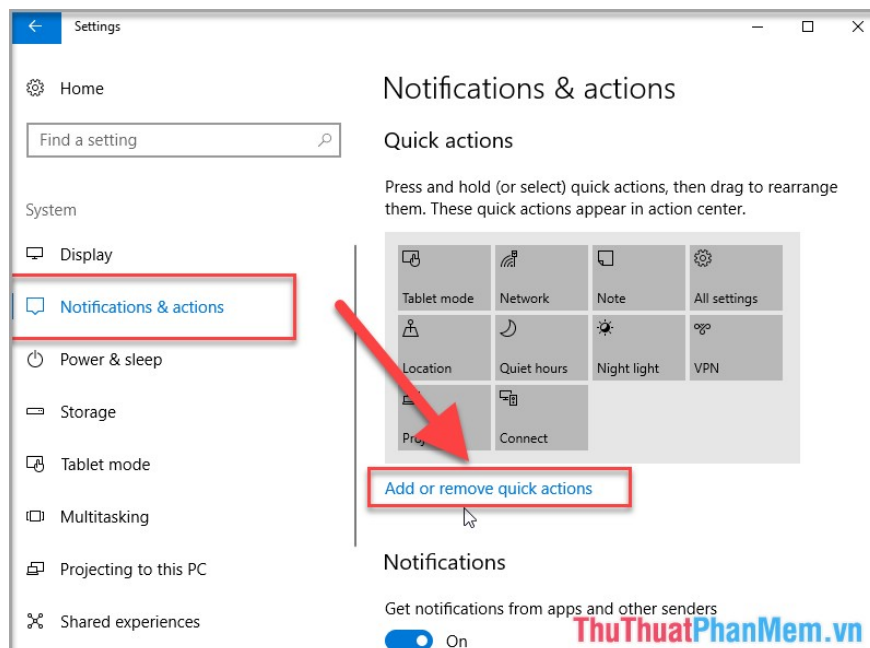 Settings
Home
Find a setting
System
Display
Notifications & actions
Power & sleep
Storage
Tablet mode
Multitasking
Projecting to this PC
Shared experiences
Notifications & actions
Quick actions
Press and hold (or select) quick actions, then drag to rearrange
them. These quick actions appear in action center.
Tablet mode Network Note All settings
Location Quiet hours Night light VPN
Connect
Add or remove quick actions
Notifications
Get notifications from apps and other senders
On
ThuThuatPhanMem.vn